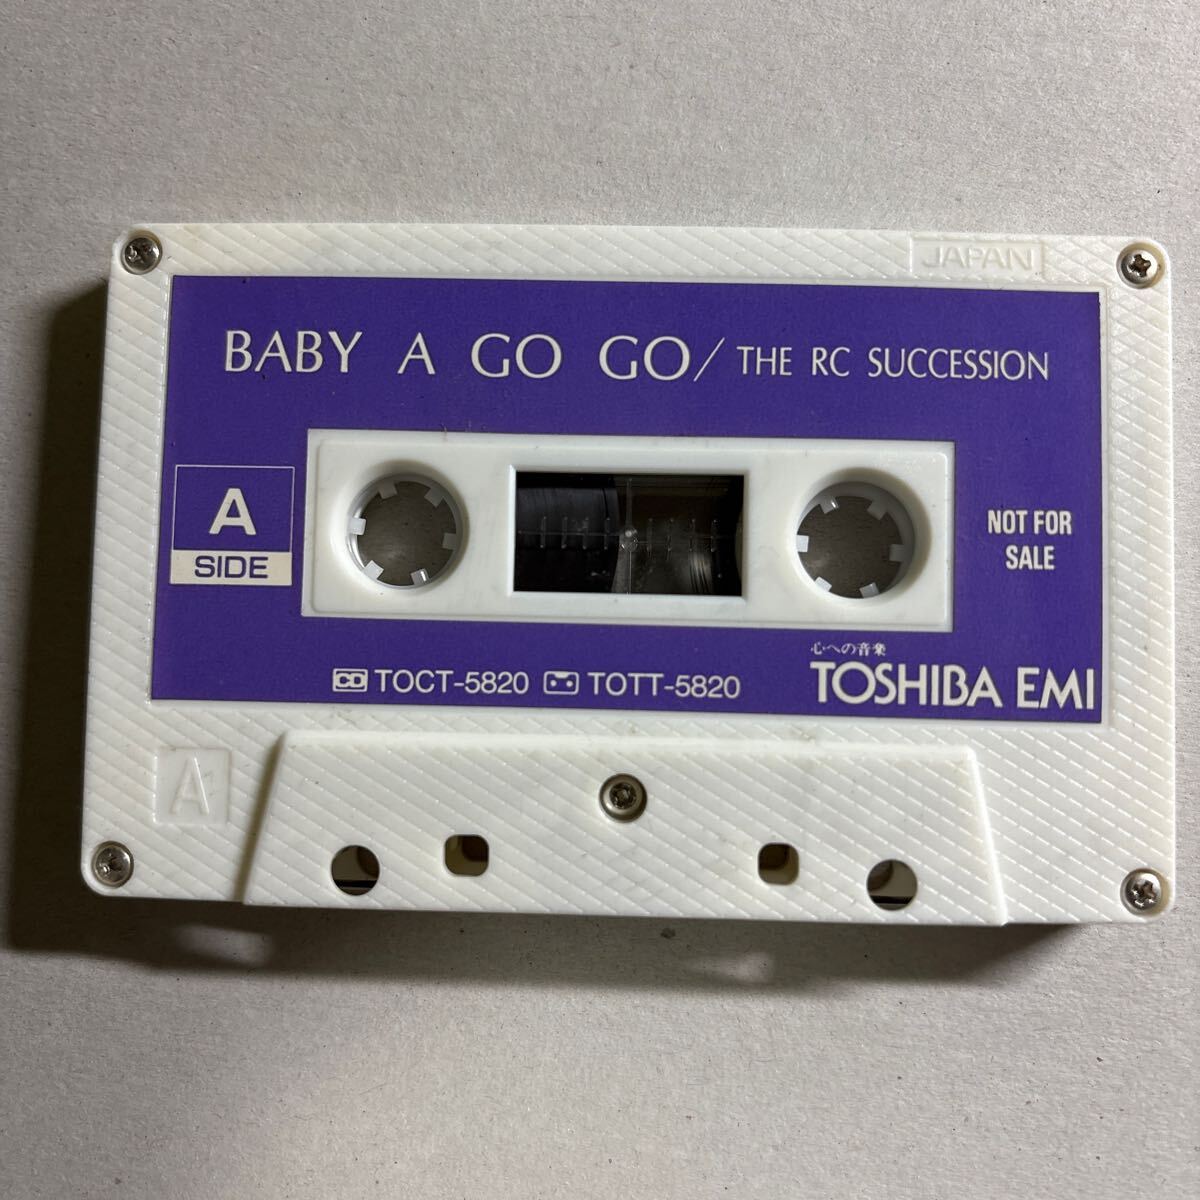 JAPAN
BABY A GO GO/ THE RC SUCCESSION
A
SIDE
NOT FOR
SALE
心への音楽
TOSHIBA EMI
CD TOCT-5820 TOTT-5820
A